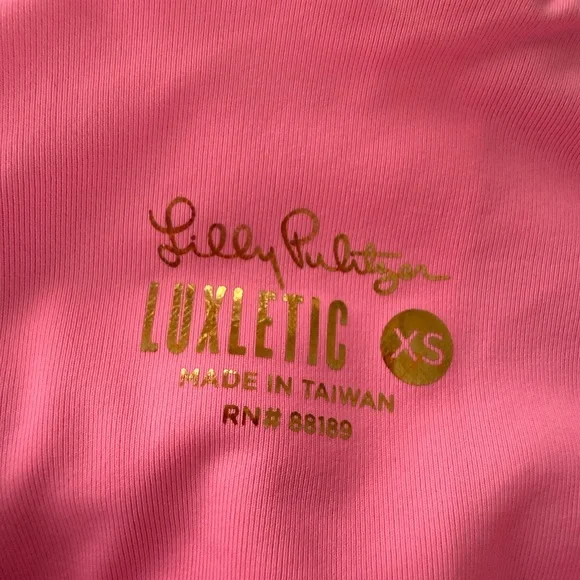 Lilly Pulitzer
LUXLETIC
XS
MADE IN TAIWAN
RN# 88189